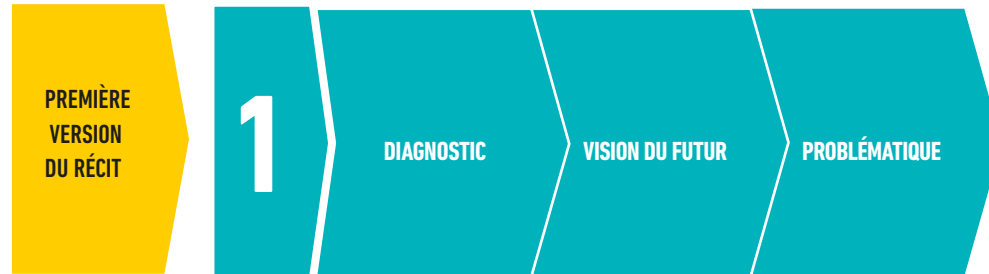 PREMIÈRE
VERSION
DU RÉCIT
1
DIAGNOSTIC
VISION DU FUTUR
PROBLÉMATIQUE